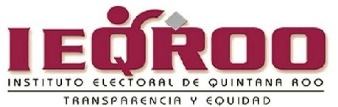 IEQROO
INSTITUTO ELECTORAL DE QUINTANA ROO
TRANSPARENCIA Y EQUIDAD